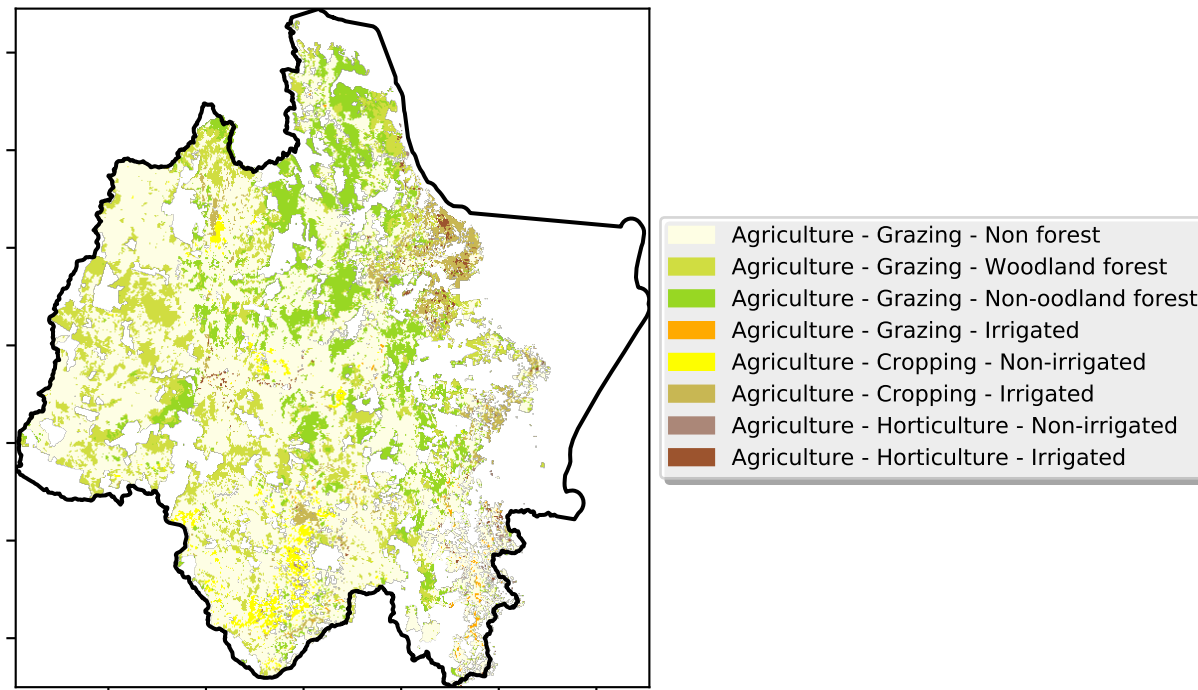 Agriculture - Grazing - Non forest
Agriculture - Grazing - Woodland forest
Agriculture - Grazing - Non-oodland forest
Agriculture - Grazing - Irrigated
Agriculture - Cropping - Non-irrigated
Agriculture - Cropping - Irrigated
Agriculture - Horticulture - Non-irrigated
Agriculture - Horticulture - Irrigated